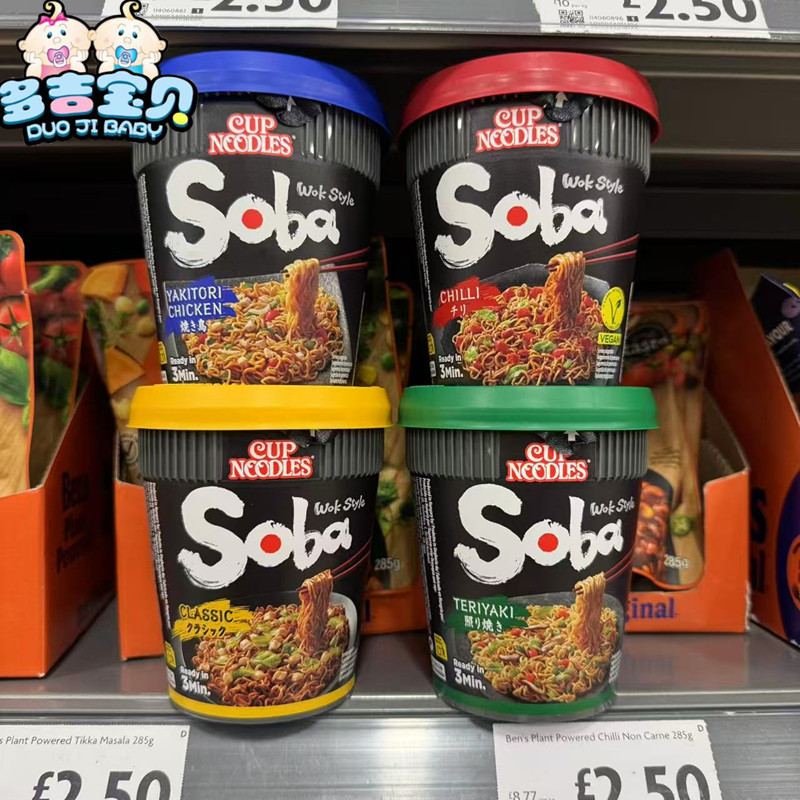 £2.50
£2.50
多吉宝贝
DUO JI BABY
CUP
NOODLES
Soba
Wok Style
YAKITORI
CHICKEN
焼き鳥
Ready in
3Min.
CUP
NOODLES
Soba
Wok Style
CHILLI
チリ
VEGAN
Ready in
3Min.
CUP
NOODLES
Soba
Wok Style
CLASSIC
クラシック
Ready in
3Min.
CUP
NOODLES
Soba
Wok Style
TERIYAKI
照り焼き
Ready in
3Min.
Ben's
Plant
285g
285g
ginal
s Plant Powered Tikka Masala 285g
D
£2.50
Ben's Plant Powered Chilli Non Carne 285g
D
£8.77
£2.50